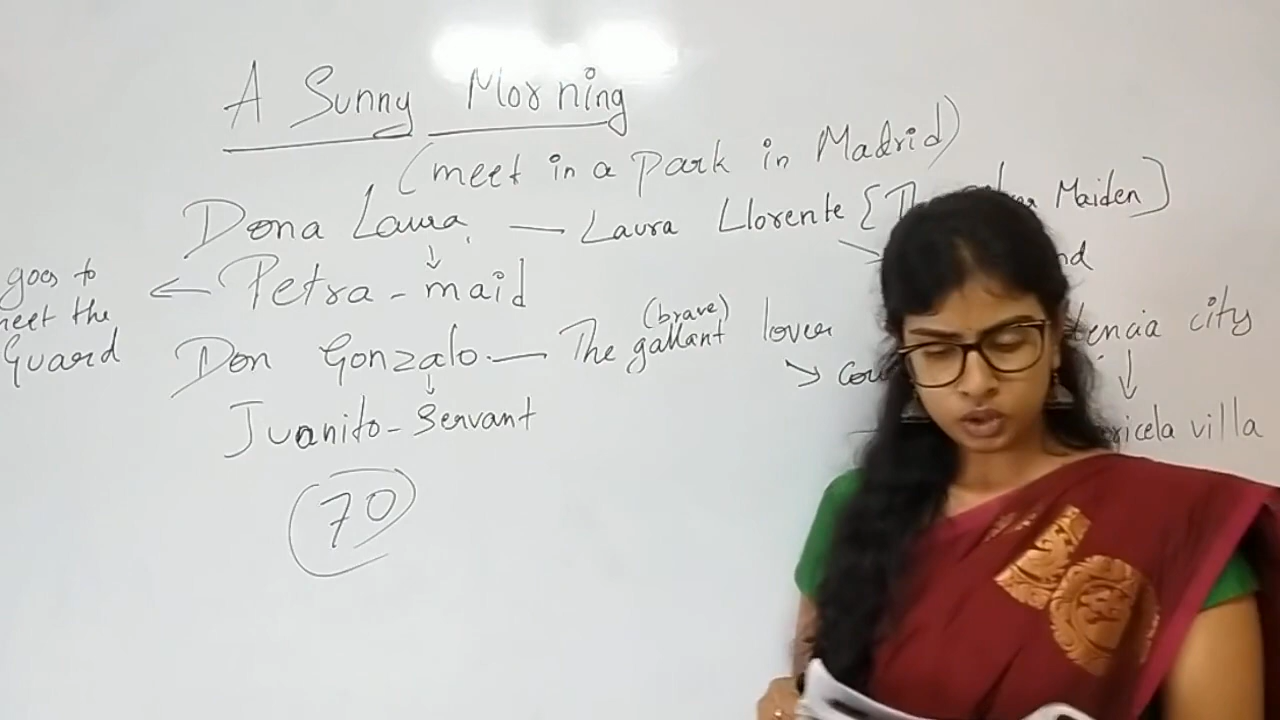 A Sunny Morning
(meet in a park in Madrid)
Dona Laura — Laura Llorente [The Maiden]
goes to
← Petra - maid
meet the
Guard
Don Gonzalo — The gallant lover city
(brave)
Juanito - Servant villa
70